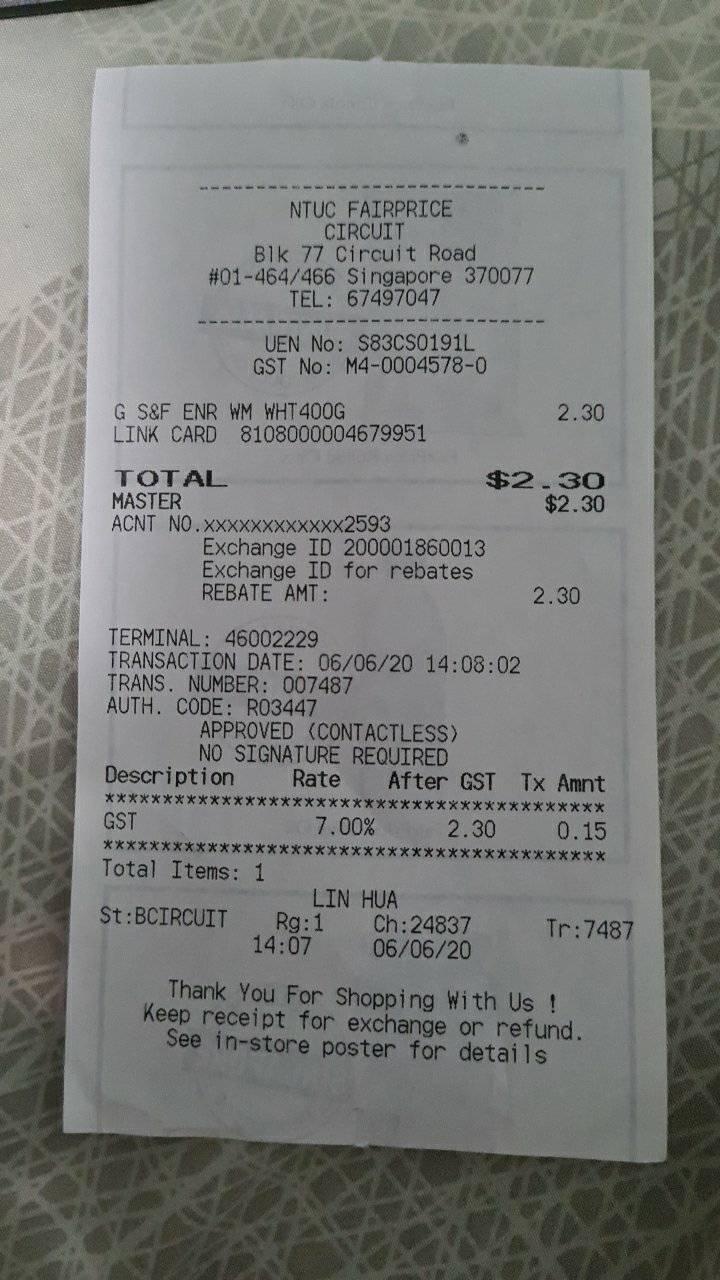 --------------------------------
NTUC FAIRPRICE
CIRCUIT
Blk 77 Circuit Road
#01-464/466 Singapore 370077
TEL: 67497047
--------------------------------
UEN No: S83CS0191L
GST No: M4-0004578-0
G S&F ENR WM WHT400G 2.30
LINK CARD 8108000004679951
TOTAL $2.30
MASTER $2.30
ACNT NO.xxxxxxxxxxxx2593
Exchange ID 200001860013
Exchange ID for rebates
REBATE AMT: 2.30
TERMINAL: 46002229
TRANSACTION DATE: 06/06/20 14:08:02
TRANS. NUMBER: 007487
AUTH. CODE: R03447
APPROVED (CONTACTLESS)
NO SIGNATURE REQUIRED
Description Rate After GST Tx Amnt
******************************************
GST 7.00% 2.30 0.15
******************************************
Total Items: 1
LIN HUA
St:BCIRCUIT Rg:1 Ch:24837 Tr:7487
14:07 06/06/20
Thank You For Shopping With Us !
Keep receipt for exchange or refund.
See in-store poster for details